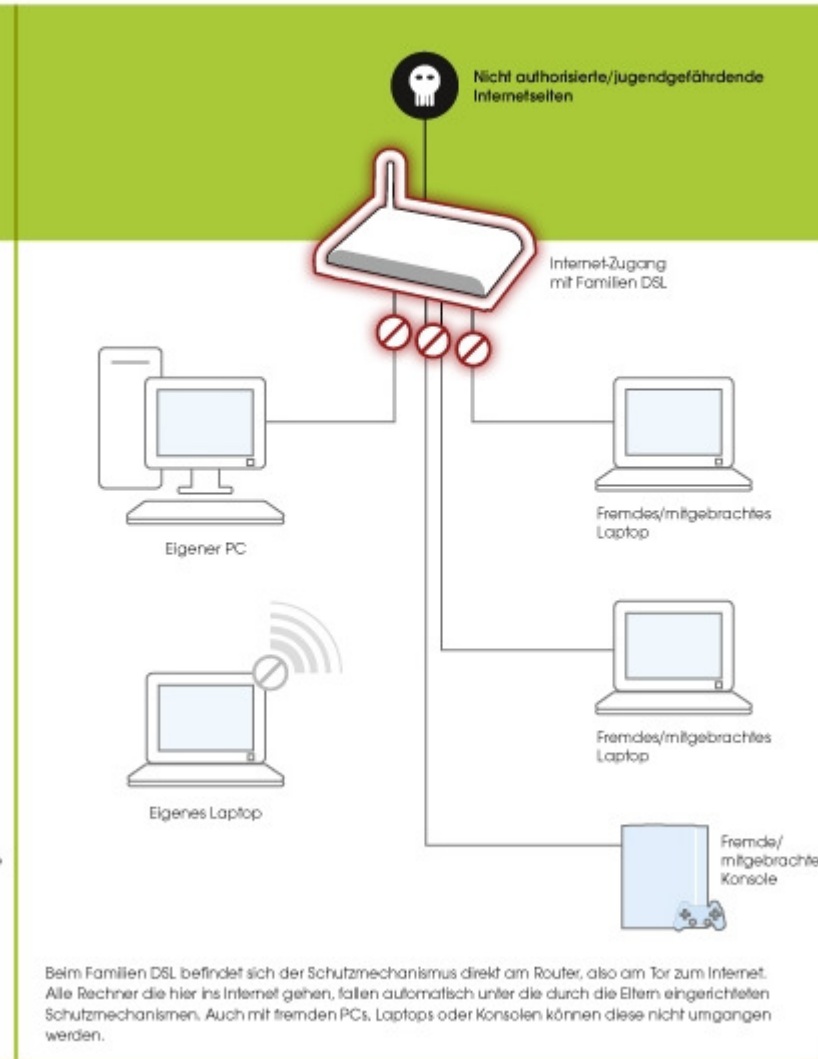 Nicht authorisierte/jugendgefährdende
Internetseiten
Internet-Zugang
mit Familien DSL
Eigener PC
Fremdes/mitgebrachtes
Laptop
Fremdes/mitgebrachtes
Laptop
Eigenes Laptop
Fremde/
mitgebrachte
Konsole
Beim Familien DSL befindet sich der Schutzmechanismus direkt am Router, also am Tor zum Internet.
Alle Rechner die hier ins Internet gehen, fallen automatisch unter die durch die Eltern eingerichteten
Schutzmechanismen. Auch mit fremden PCs, Laptops oder Konsolen können diese nicht umgangen
werden.